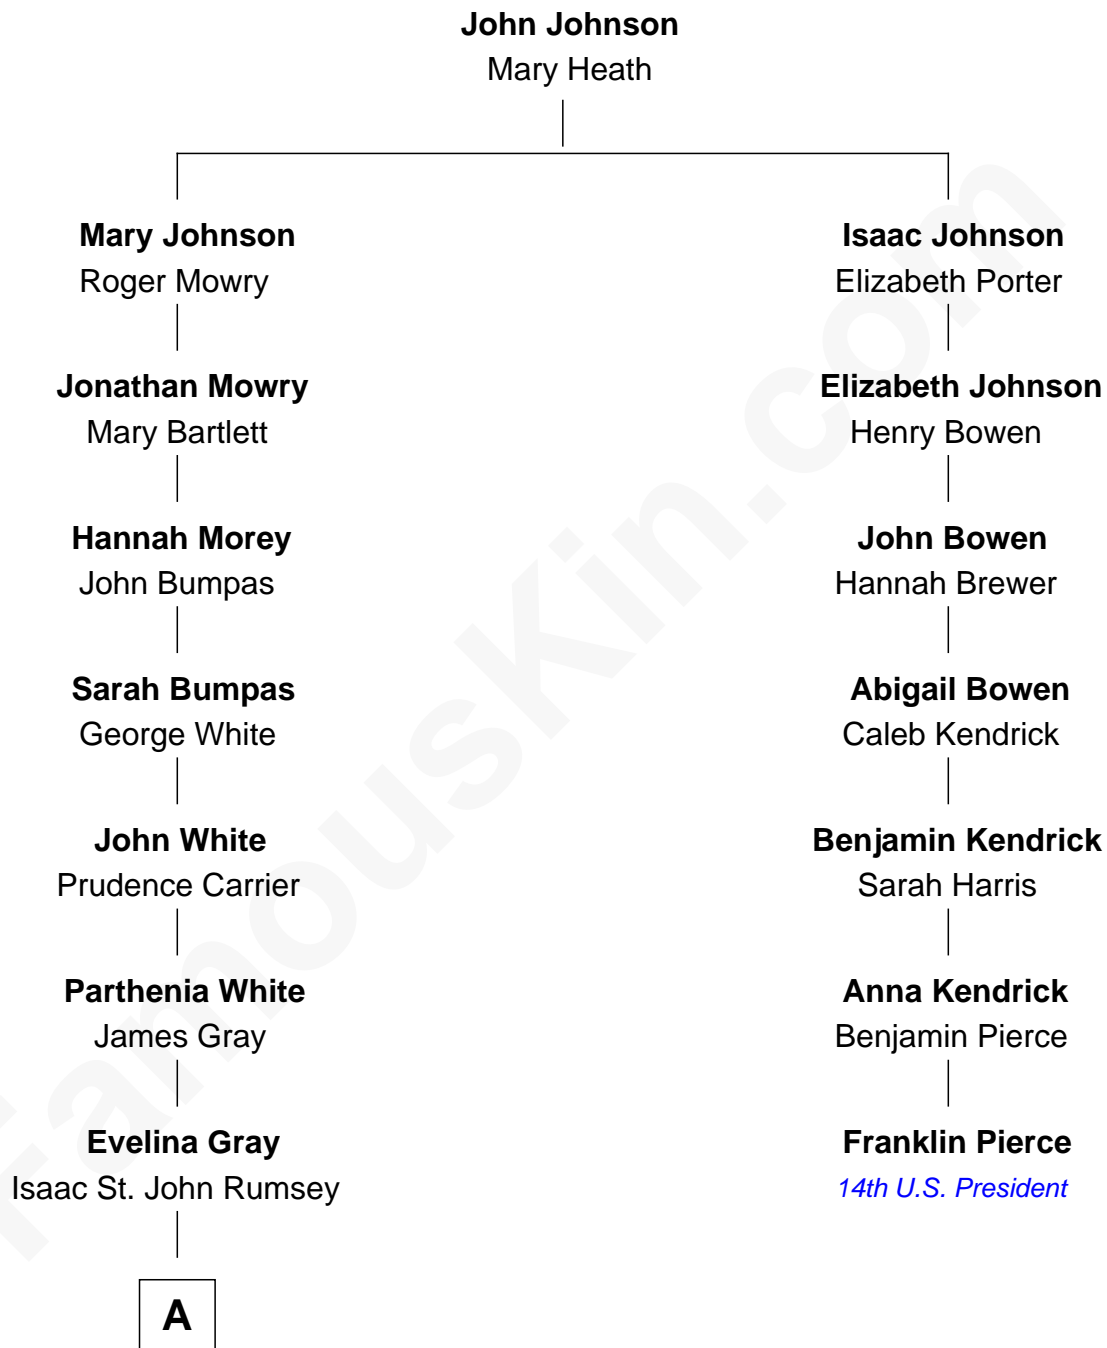 John Johnson
Mary Heath
Mary Johnson
Roger Mowry
Isaac Johnson
Elizabeth Porter
Jonathan Mowry
Mary Bartlett
Elizabeth Johnson
Henry Bowen
Hannah Morey
John Bumpas
John Bowen
Hannah Brewer
Sarah Bumpas
George White
Abigail Bowen
Caleb Kendrick
John White
Prudence Carrier
Benjamin Kendrick
Sarah Harris
Parthenia White
James Gray
Anna Kendrick
Benjamin Pierce
Evelina Gray
Isaac St. John Rumsey
Franklin Pierce
14th U.S. President
A
FamousKin.com